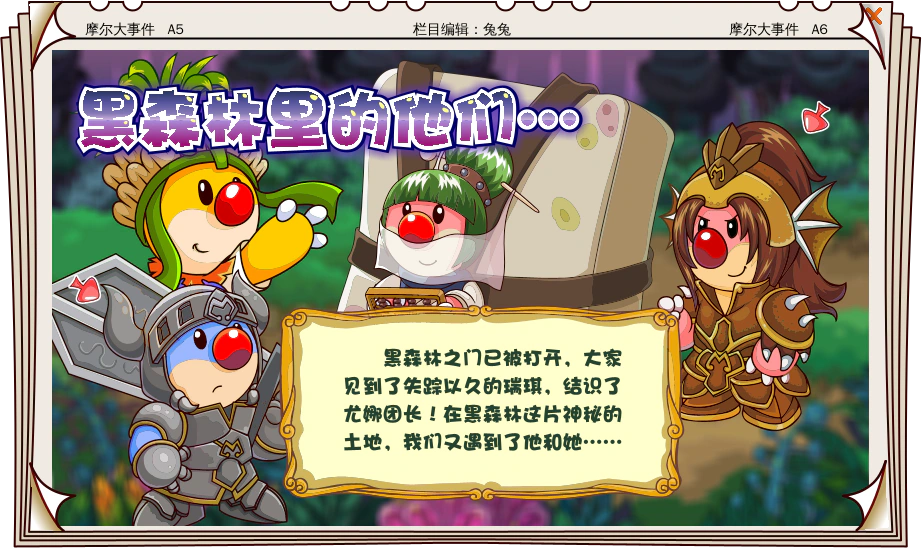 摩尔大事件 A5
栏目编辑：兔兔
摩尔大事件 A6
黑森林里的他们…
黑森林之门已被打开，大家
见到了失踪以久的瑞琪，结识了
尤娜团长！在黑森林这片神秘的
土地，我们又遇到了他和她……